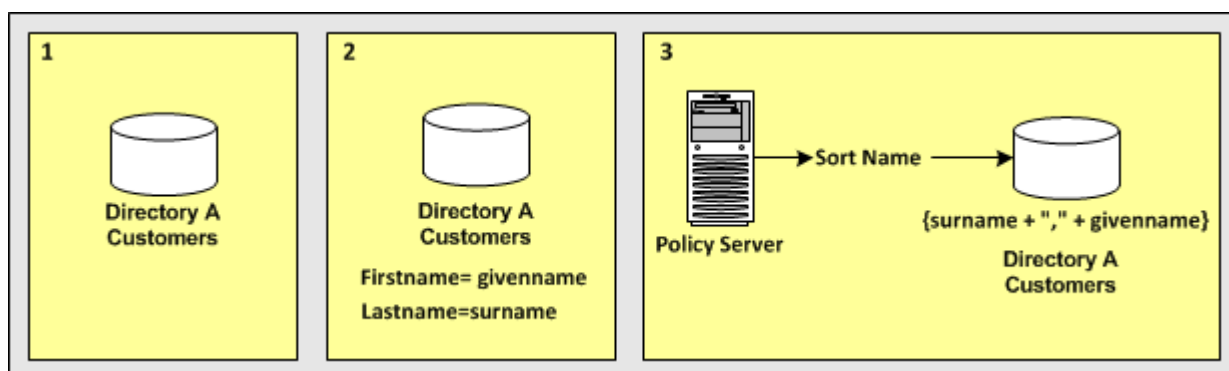 1
Directory A
Customers
2
Directory A
Customers
Firstname= givenname
Lastname=surname
3
Policy Server
Sort Name
{surname + "," + givenname}
Directory A
Customers